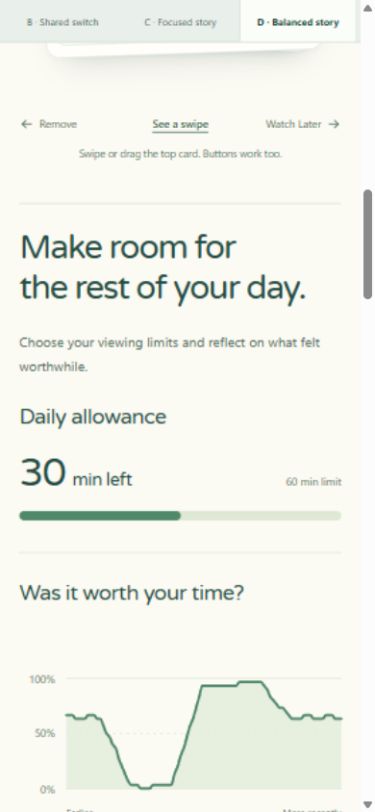 B · Shared switch
C · Focused story
D · Balanced story
← Remove
See a swipe
Watch Later →
Swipe or drag the top card. Buttons work too.
Make room for
the rest of your day.
Choose your viewing limits and reflect on what felt
worthwhile.
Daily allowance
30 min left
60 min limit
Was it worth your time?
100%
50%
0%